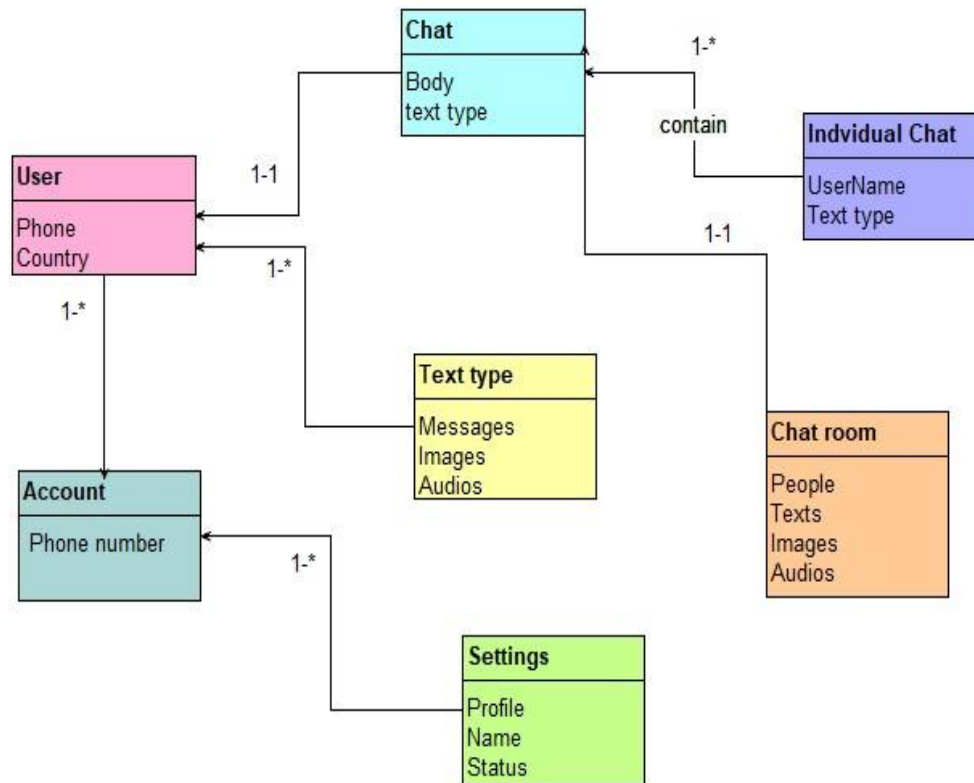 Chat
Body
text type
1-*
contain
Indvidual Chat
UserName
Text type
1-1
User
Phone
Country
1-1
1-*
1-*
Text type
Messages
Images
Audios
Chat room
People
Texts
Images
Audios
Account
Phone number
1-*
Settings
Profile
Name
Status